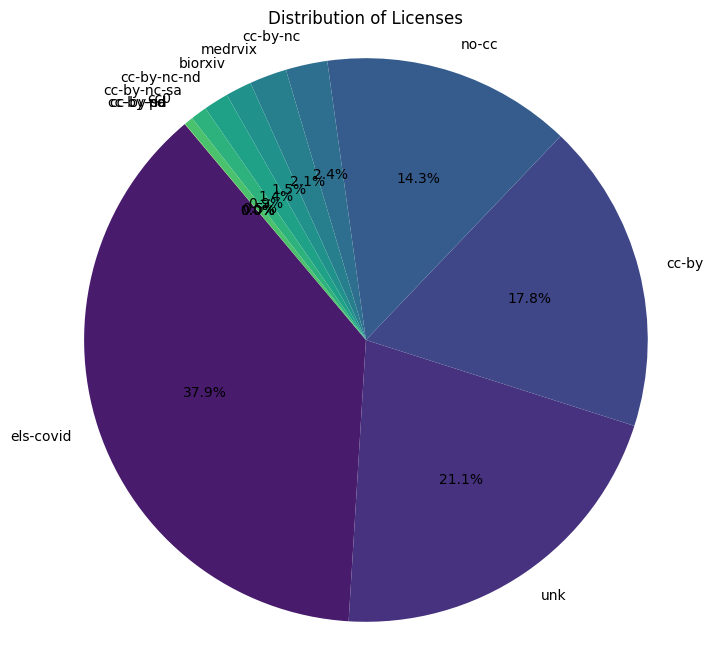 Distribution of Licenses
cc-by-nc
no-cc
medrvix
biorxiv
cc-by-nc-nd
cc-by-nc-sa
cc0
cc-by
els-covid
unk
2.4%
2.1%
1.5%
1.4%
14.3%
17.8%
37.9%
21.1%